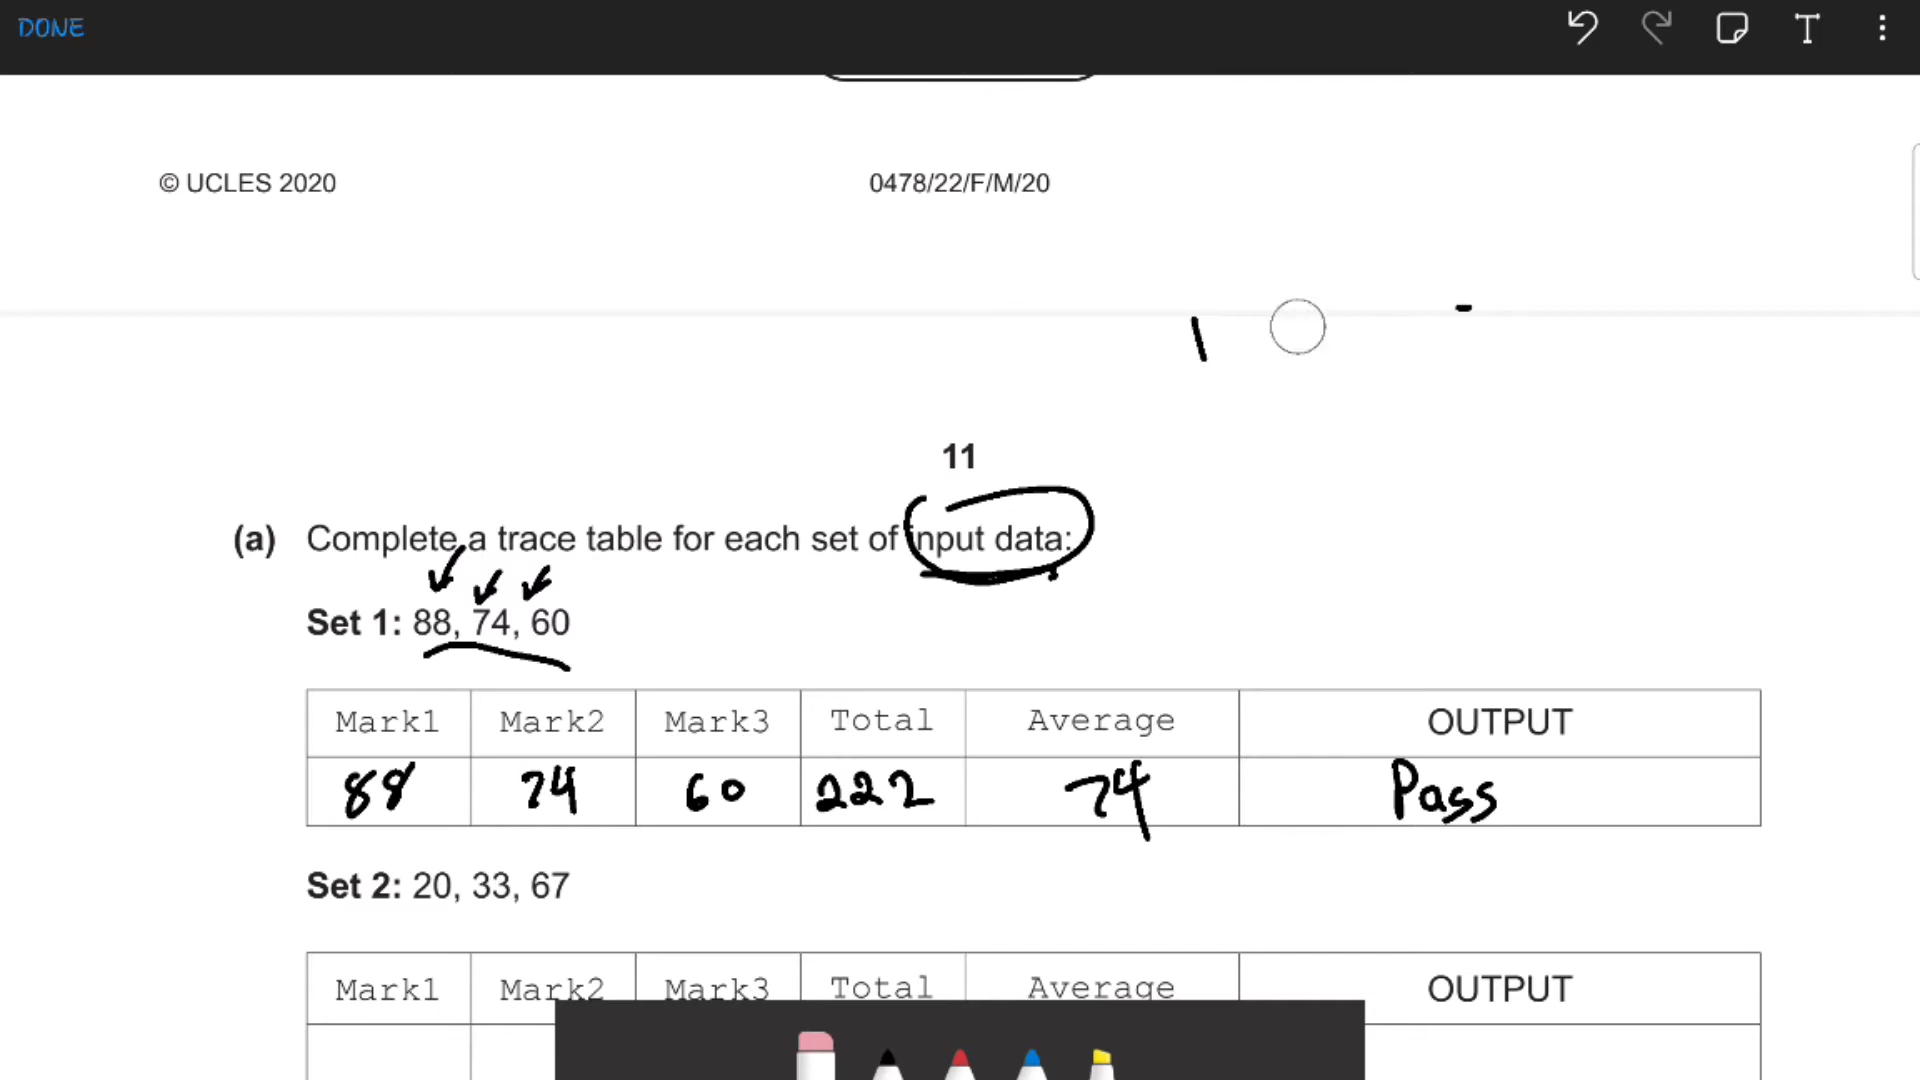 DONE
T
© UCLES 2020 0478/22/F/M/20
11
(a) Complete a trace table for each set of input data:
Set 1: 88, 74, 60
Mark1 Mark2 Mark3 Total Average OUTPUT
88 74 60 222 74 Pass
Set 2: 20, 33, 67
Mark1 Mark2 Mark3 Total Average OUTPUT